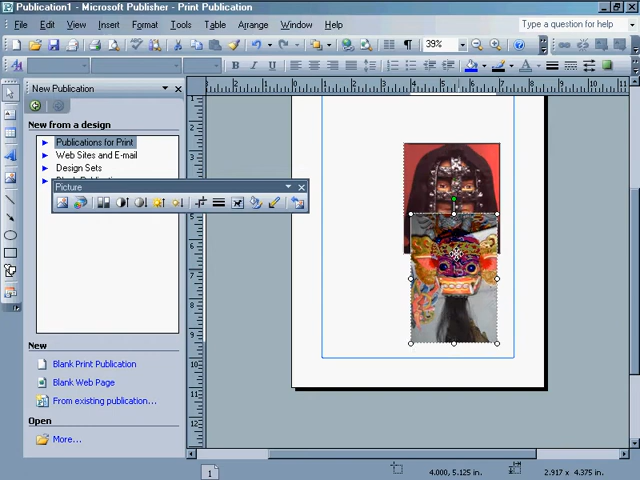 Publication1 - Microsoft Publisher - Print Publication
File Edit View Insert Format Tools Table Arrange Window Help
Type a question for help
39%
New Publication
New from a design
Publications for Print
Web Sites and E-mail
Design Sets
Picture
New
Blank Print Publication
Blank Web Page
From existing publication...
Open
More...
1
4.000, 5.125 in.
2.917 x 4.375 in.